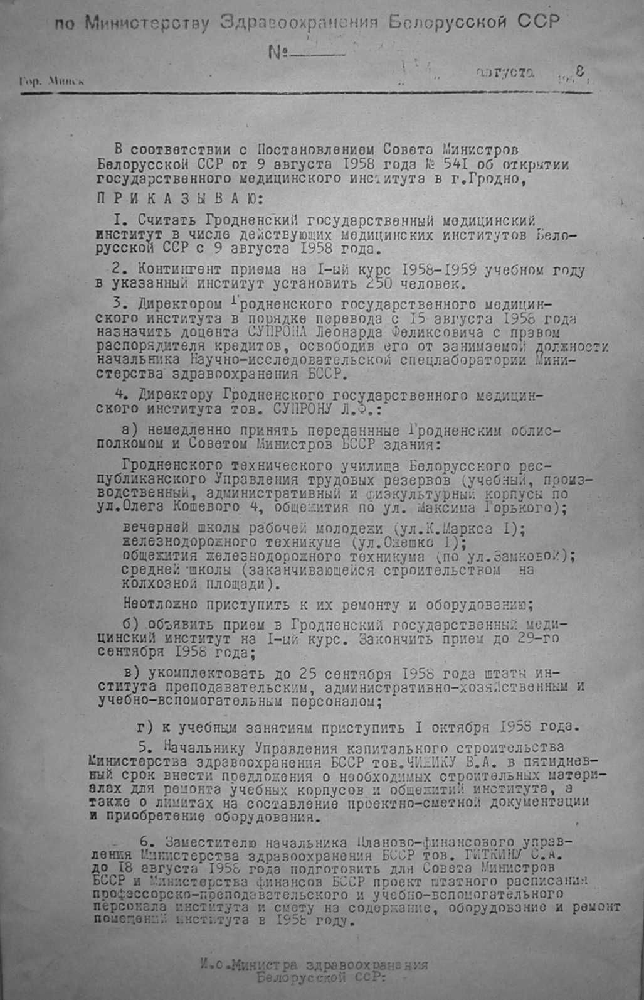 по Министерству Здравоохранения Белорусской ССР
№
Гор. Минск августа 8
В соответствии с Постановлением Совета Министров
Белорусской ССР от 9 августа 1958 года № 541 об открытии
государственного медицинского института в г.Гродно,
П Р И К А З Ы В А Ю:
I. Считать Гродненский государственный медицинский
институт в числе действующих медицинских институтов Бело-
русской ССР с 9 августа 1958 года.
2. Контингент приема на I-ый курс 1958-1959 учебном году
в указанный институт установить 250 человек.
3. Директором Гродненского государственного медицин-
ского института в порядке перевода с 15 августа 1958 года
назначить доцента СУПРОНА Леонарда Феликсовича с правом
распорядителя кредитов, освободив его от занимаемой должности
начальника Научно-исследовательской спецлаборатории Мини-
стерства здравоохранения БССР.
4. Директору Гродненского государственного медицин-
ского института тов. СУПРОНУ Л.Ф.:
а) немедленно принять переданнные Гродненским облис-
полкомом и Советом Министров БССР здания:
Гродненского технического училища Белорусского рес-
публиканского Управления трудовых резервов (учебный, произ-
водственный, административный и физкультурный корпусы по
ул.Олега Кошевого 4, общежития по ул. Максима Горького);
вечерней школы рабочей молодежи (ул.К.Маркса I);
железнодорожного техникума (ул.Ожешко I);
общежития железнодорожного техникума (по ул.Замковой);
средней школы (заканчивающейся строительством на
колхозной площади).
Неотложно приступить к их ремонту и оборудованию;
б) объявить прием в Гродненский государственный меди-
цинский институт на I-ый курс. Закончить прием до 29-го
сентября 1958 года;
в) укомплектовать до 25 сентября 1958 года штаты ин-
ститута преподавательским, административно-хозяйственным и
учебно-вспомогательным персоналом;
г) к учебным занятиям приступить I октября 1958 года.
5. Начальнику Управления капитального строительства
Министерства здравоохранения БССР тов.ЧИЖИКУ В.А. в пятиднев-
ный срок внести предложения о необходимых строительных матери-
алах для ремонта учебных корпусов и общежитий института, а
также о лимитах на составление проектно-сметной документации
и приобретение оборудования.
6. Заместителю начальника Планово-финансового управ-
ления Министерства здравоохранения БССР тов. ГИТКИНУ С.А.
до 18 августа 1958 года подготовить для Совета Министров
БССР и Министерства финансов БССР проект штатного расписания
профессорско-преподавательского и учебно-вспомогательного
персонала института и смету на содержание, оборудование и ремонт
помещений института в 1958 году.
И.о.Министра здравоохранения
Белорусской ССР: